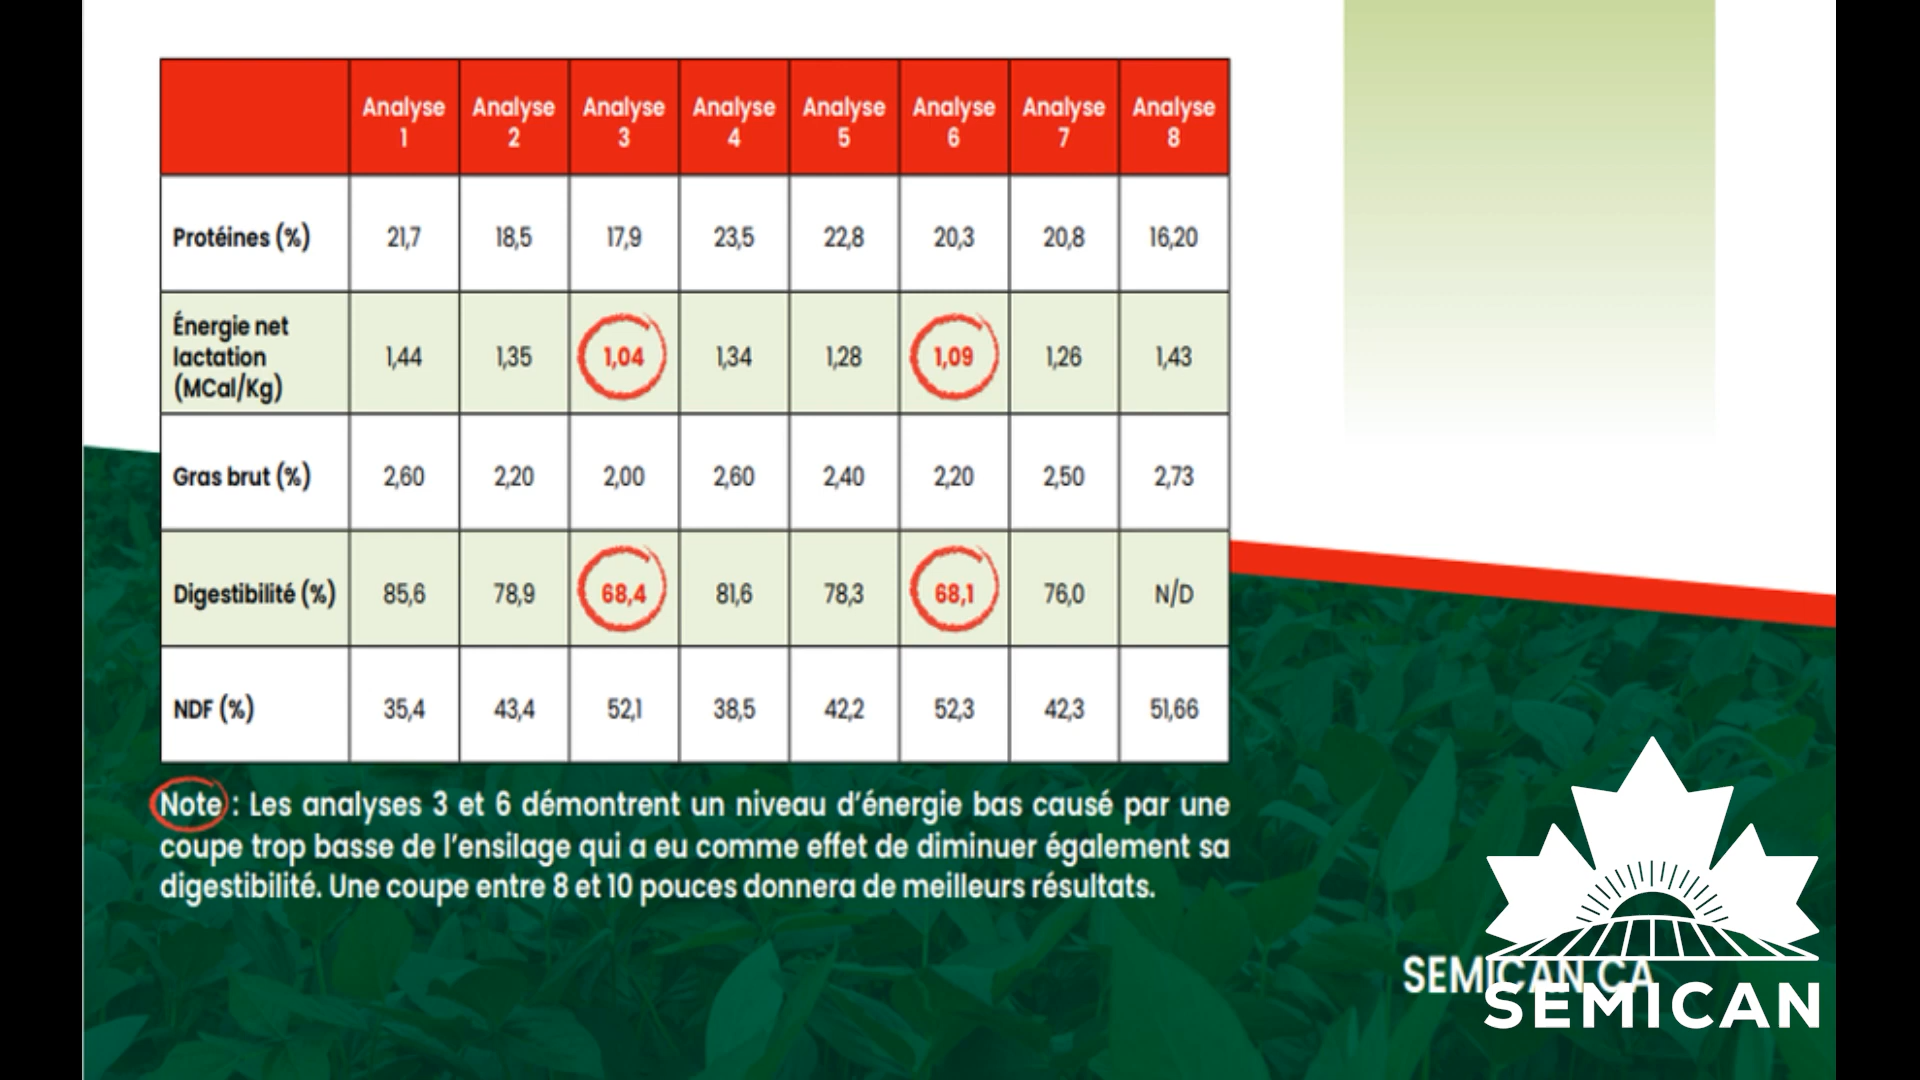 Analyse 1 Analyse 2 Analyse 3 Analyse 4 Analyse 5 Analyse 6 Analyse 7 Analyse 8
Protéines (%) 21,7 18,5 17,9 23,5 22,8 20,3 20,8 16,20
Énergie net lactation (MCal/Kg) 1,44 1,35 1,04 1,34 1,28 1,09 1,26 1,43
Gras brut (%) 2,60 2,20 2,00 2,60 2,40 2,20 2,50 2,73
Digestibilité (%) 85,6 78,9 68,4 81,6 78,3 68,1 76,0 N/D
NDF (%) 35,4 43,4 52,1 38,5 42,2 52,3 42,3 51,66
Note : Les analyses 3 et 6 démontrent un niveau d'énergie bas causé par une
coupe trop basse de l'ensilage qui a eu comme effet de diminuer également sa
digestibilité. Une coupe entre 8 et 10 pouces donnera de meilleurs résultats.
SEMICAN.CA
SEMICAN